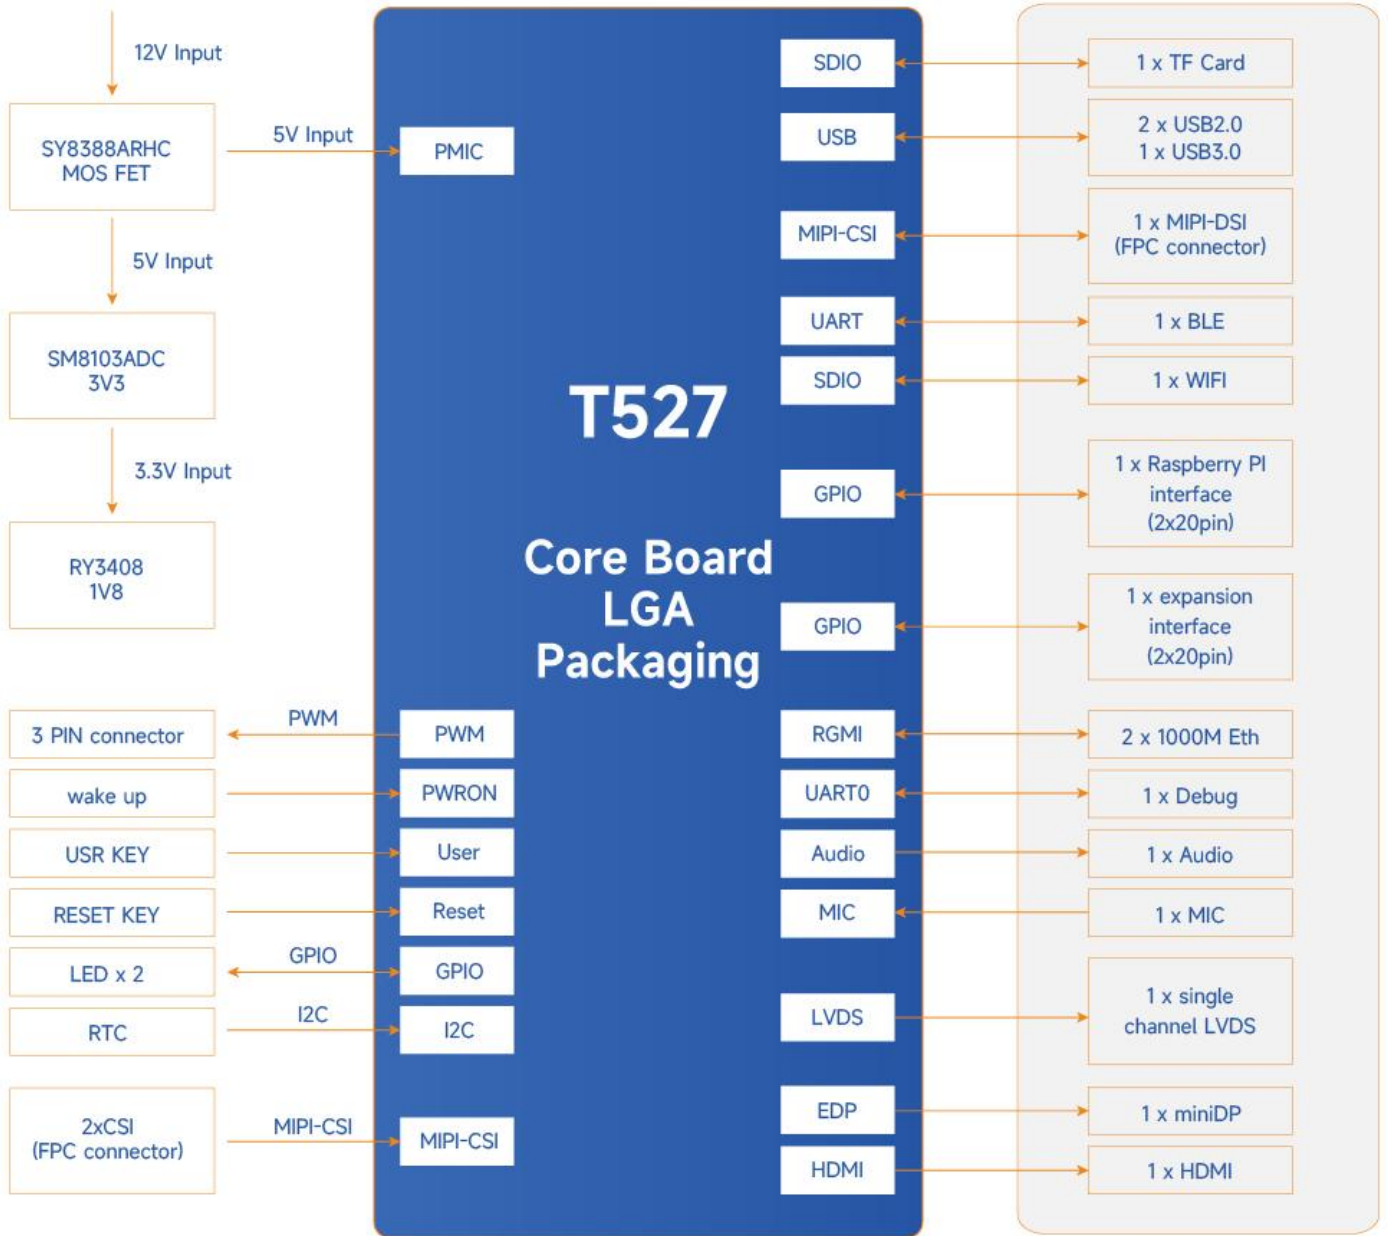 12V Input
SY8388ARHC
MOS FET
5V Input
PMIC
5V Input
SM8103ADC
3V3
3.3V Input
RY3408
1V8
3 PIN connector
PWM
PWM
wake up
PWRON
USR KEY
User
RESET KEY
Reset
LED x 2
GPIO
GPIO
RTC
I2C
I2C
2xCSI
(FPC connector)
MIPI-CSI
MIPI-CSI
T527
Core Board
LGA
Packaging
SDIO
1 x TF Card
USB
2 x USB2.0
1 x USB3.0
MIPI-CSI
1 x MIPI-DSI
(FPC connector)
UART
1 x BLE
SDIO
1 x WIFI
GPIO
1 x Raspberry PI
interface
(2x20pin)
GPIO
1 x expansion
interface
(2x20pin)
RGMI
2 x 1000M Eth
UART0
1 x Debug
Audio
1 x Audio
MIC
1 x MIC
LVDS
1 x single
channel LVDS
EDP
1 x miniDP
HDMI
1 x HDMI